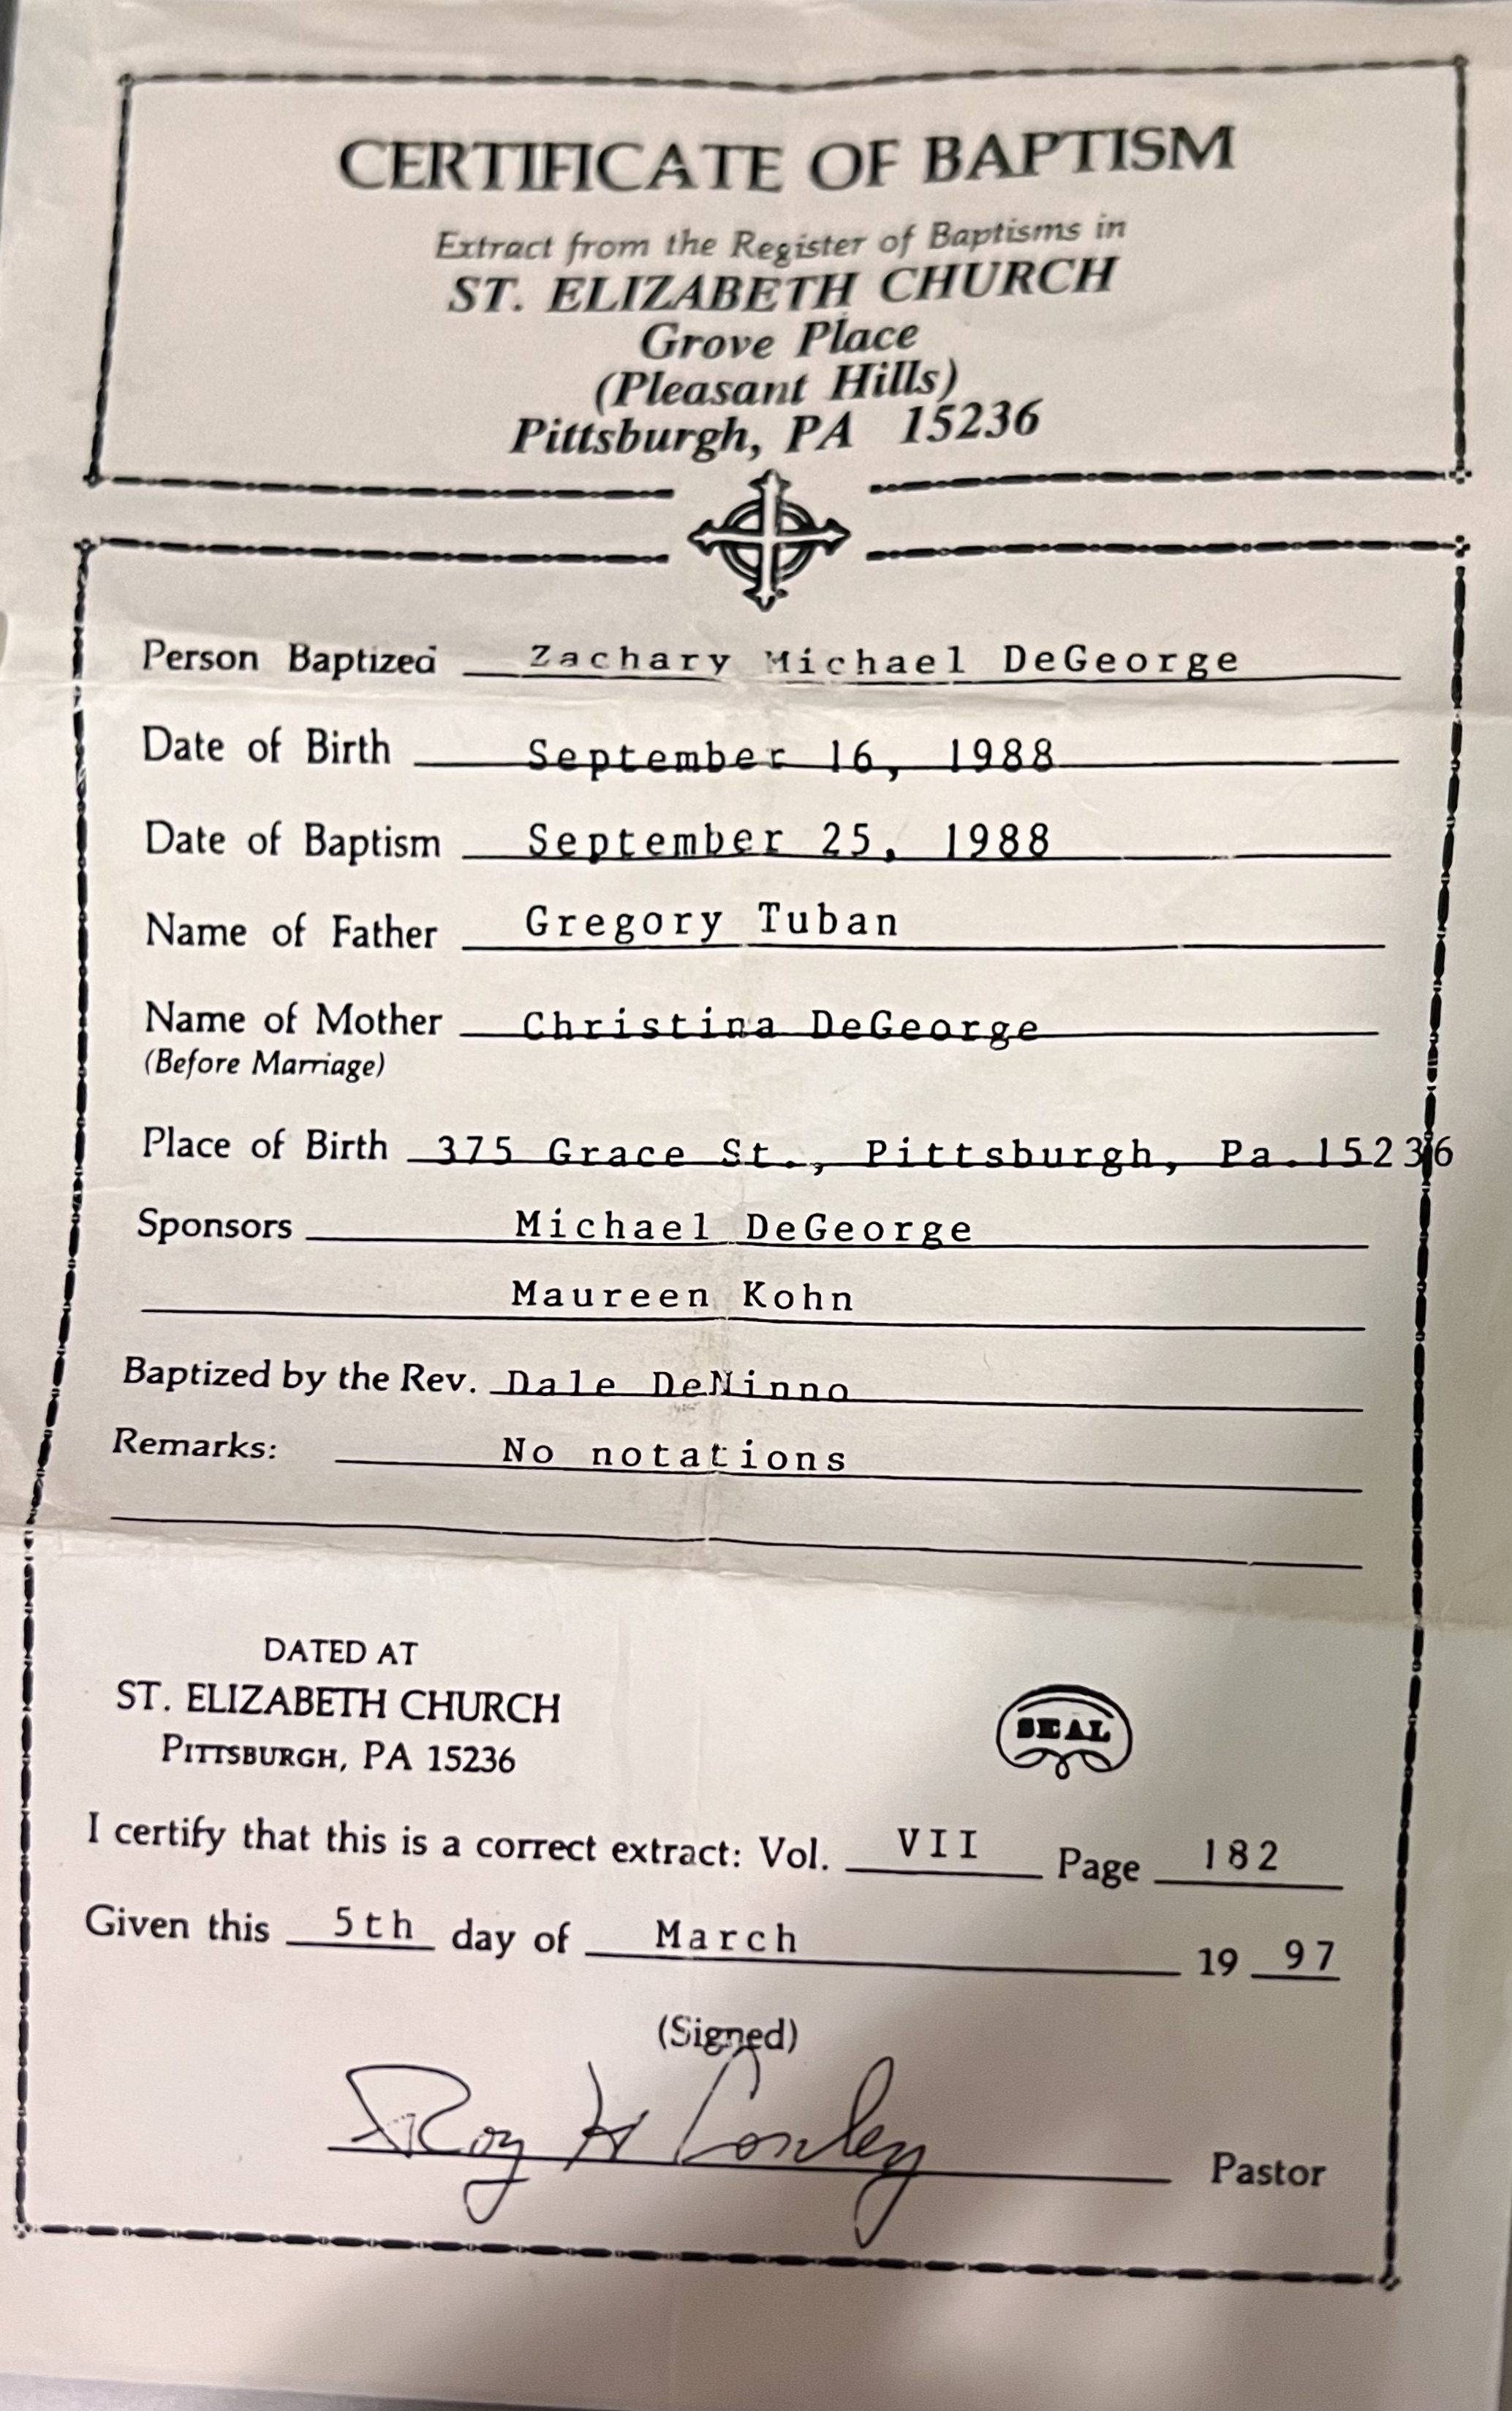 CERTIFICATE OF BAPTISM
Extract from the Register of Baptisms in
ST. ELIZABETH CHURCH
Grove Place
(Pleasant Hills)
Pittsburgh, PA 15236
Person Baptized Zachary Michael DeGeorge
Date of Birth September 16, 1988
Date of Baptism September 25, 1988
Name of Father Gregory Tuban
Name of Mother Christina DeGeorge
(Before Marriage)
Place of Birth 375 Grace St., Pittsburgh, Pa. 15236
Sponsors Michael DeGeorge
Maureen Kohn
Baptized by the Rev. Dale DeNinno
Remarks: No notations
DATED AT
ST. ELIZABETH CHURCH
PITTSBURGH, PA 15236
SEAL
I certify that this is a correct extract: Vol. VII Page 182
Given this 5th day of March 19 97
(Signed)
Roy H Conley Pastor